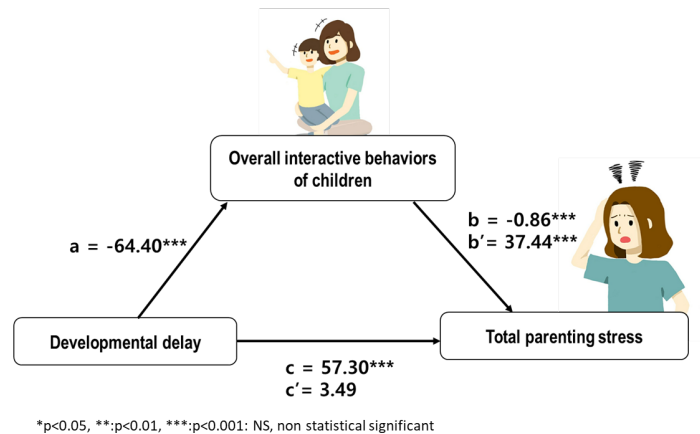 Overall interactive behaviors
of children
a = -64.40***
b = -0.86***
b′= 37.44***
Developmental delay
Total parenting stress
c = 57.30***
c′= 3.49
*p<0.05, **:p<0.01, ***:p<0.001: NS, non statistical significant